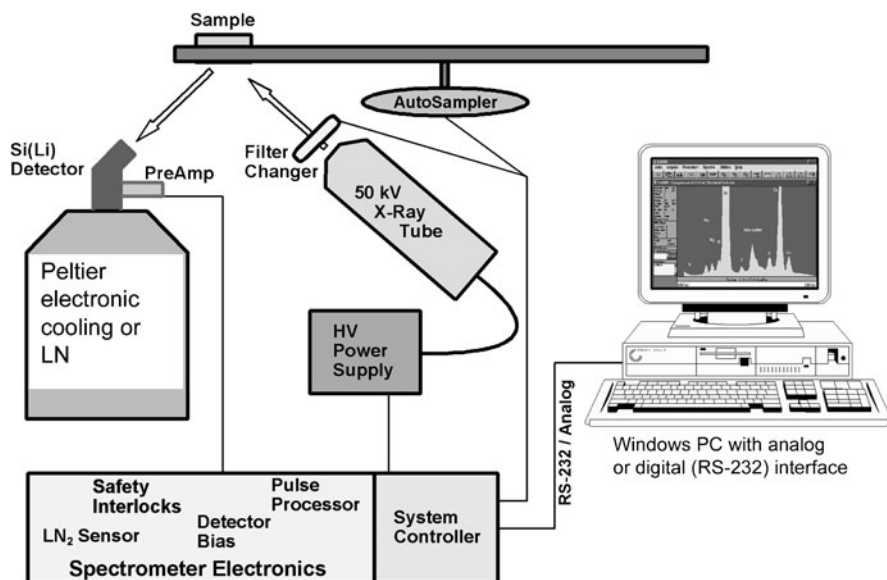 Sample
AutoSampler
Si(Li)
Detector
PreAmp
Filter
Changer
50 kV
X-Ray
Tube
Peltier
electronic
cooling or
LN
HV
Power
Supply
RS-232 / Analog
Windows PC with analog
or digital (RS-232) interface
Safety
Interlocks
Pulse
Processor
LN₂ Sensor
Detector
Bias
System
Controller
Spectrometer Electronics